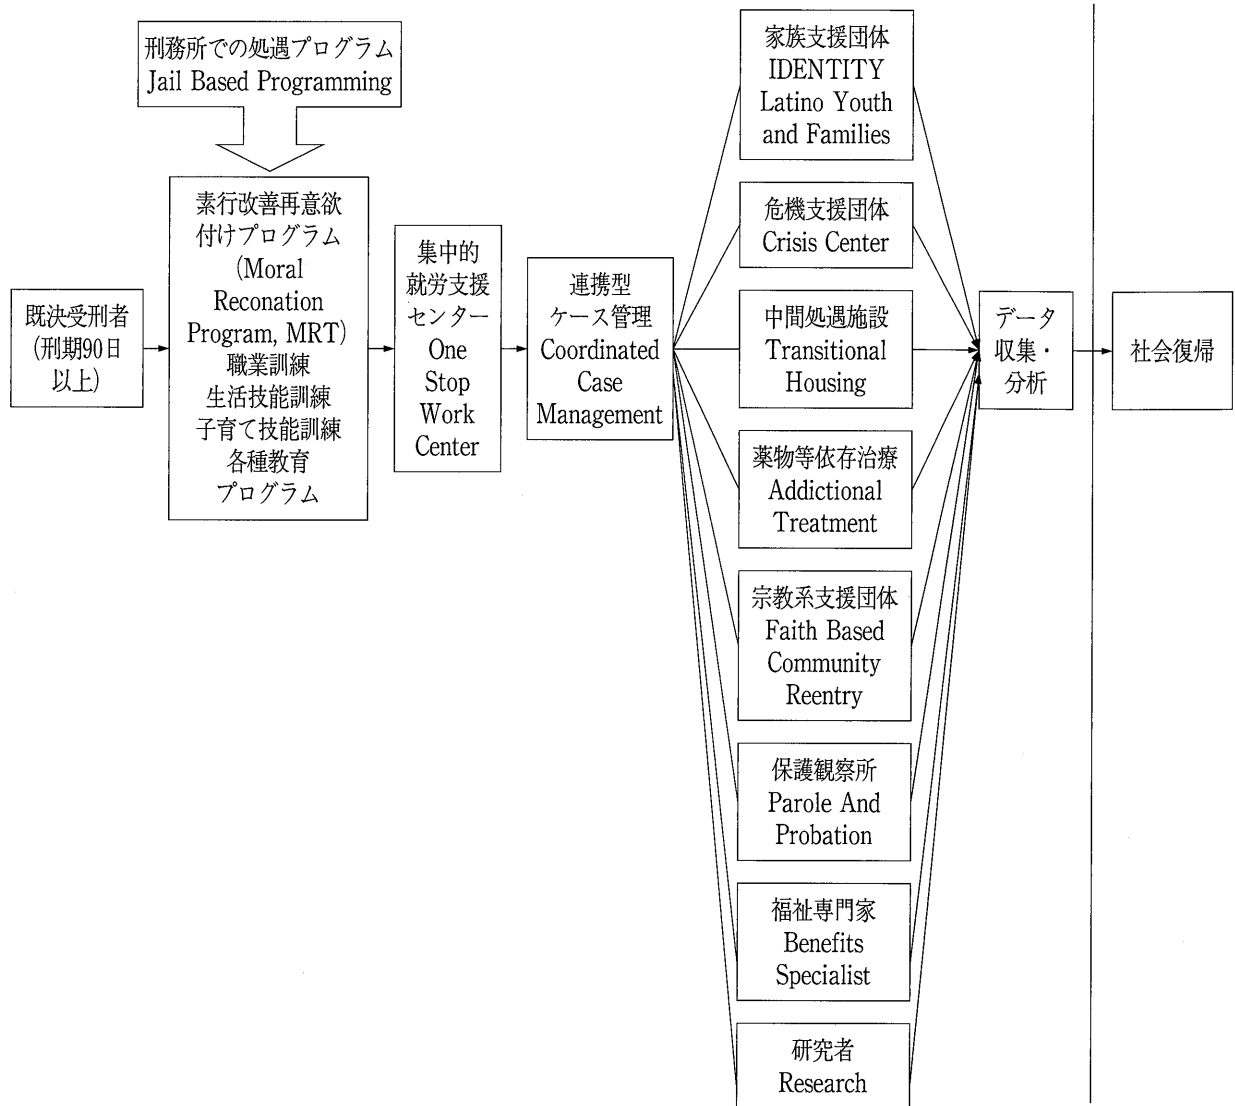 刑務所での処遇プログラム
Jail Based Programming
既決受刑者
(刑期90日
以上)
素行改善再意欲
付けプログラム
(Moral
Reconation
Program, MRT)
職業訓練
生活技能訓練
子育て技能訓練
各種教育
プログラム
集中的
就労支援
センター
One
Stop
Work
Center
連携型
ケース管理
Coordinated
Case
Management
家族支援団体
IDENTITY
Latino Youth
and Families
危機支援団体
Crisis Center
中間処遇施設
Transitional
Housing
薬物等依存治療
Addictional
Treatment
宗教系支援団体
Faith Based
Community
Reentry
保護観察所
Parole And
Probation
福祉専門家
Benefits
Specialist
研究者
Research
データ
収集・
分析
社会復帰